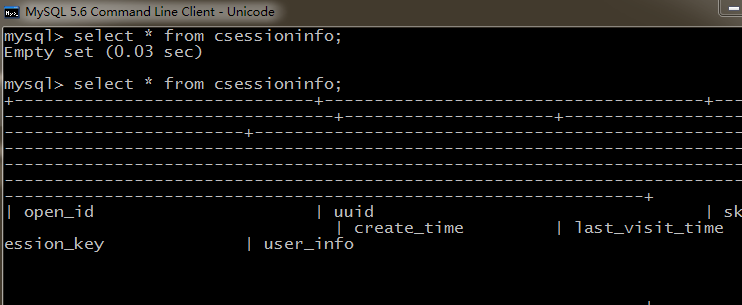 MySQL 5.6 Command Line Client - Unicode
mysql> select * from csessioninfo;
Empty set (0.03 sec)
mysql> select * from csessioninfo;
+-------------------------------+---------------------------------------+
----------------------------------+----------------------+---------------
-------------------------+-----------------------------------------------
-------------------------------------------------------------------------
-------------------------------------------------------------------------
-------------------------------------------------------------------------
-----------------------------------------------------------------+
| open_id | uuid | sk
| create_time | last_visit_time
ession_key | user_info